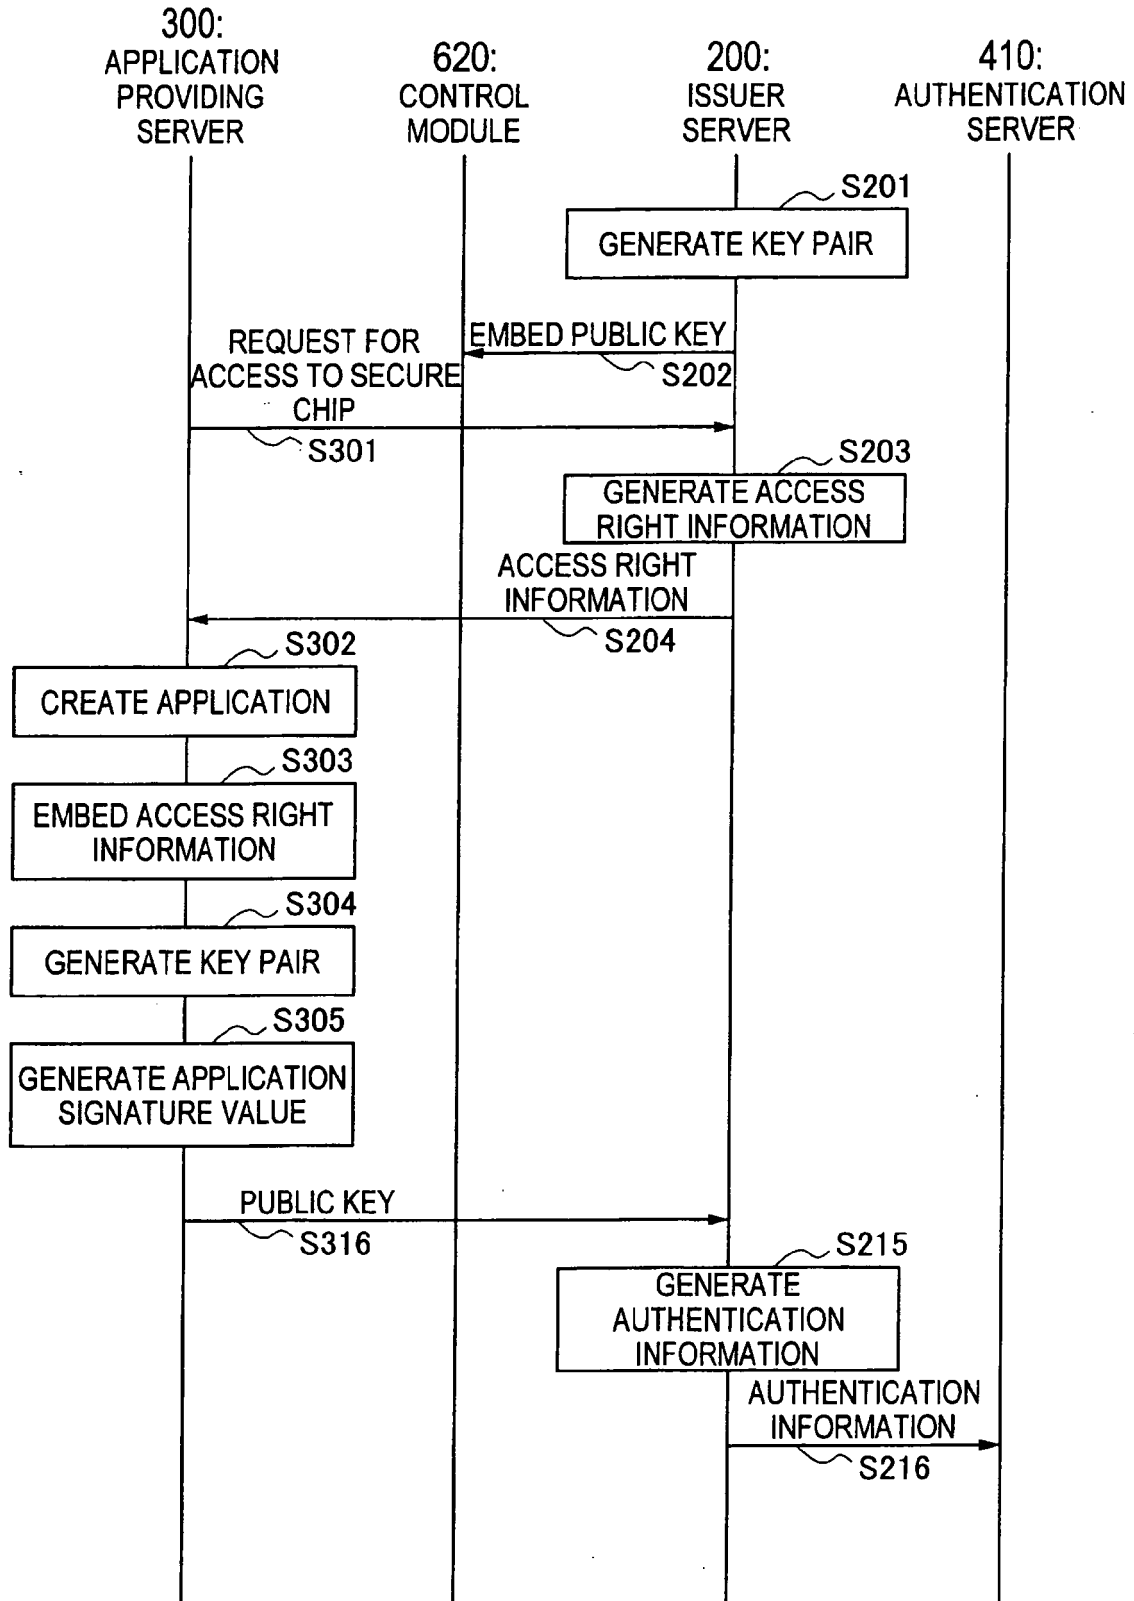 300:
APPLICATION
PROVIDING
SERVER
620:
CONTROL
MODULE
200:
ISSUER
SERVER
410:
AUTHENTICATION
SERVER
S201
GENERATE KEY PAIR
EMBED PUBLIC KEY
S202
REQUEST FOR
ACCESS TO SECURE
CHIP
S301
S203
GENERATE ACCESS
RIGHT INFORMATION
ACCESS RIGHT
INFORMATION
S204
S302
CREATE APPLICATION
S303
EMBED ACCESS RIGHT
INFORMATION
S304
GENERATE KEY PAIR
S305
GENERATE APPLICATION
SIGNATURE VALUE
PUBLIC KEY
S316
S215
GENERATE
AUTHENTICATION
INFORMATION
AUTHENTICATION
INFORMATION
S216